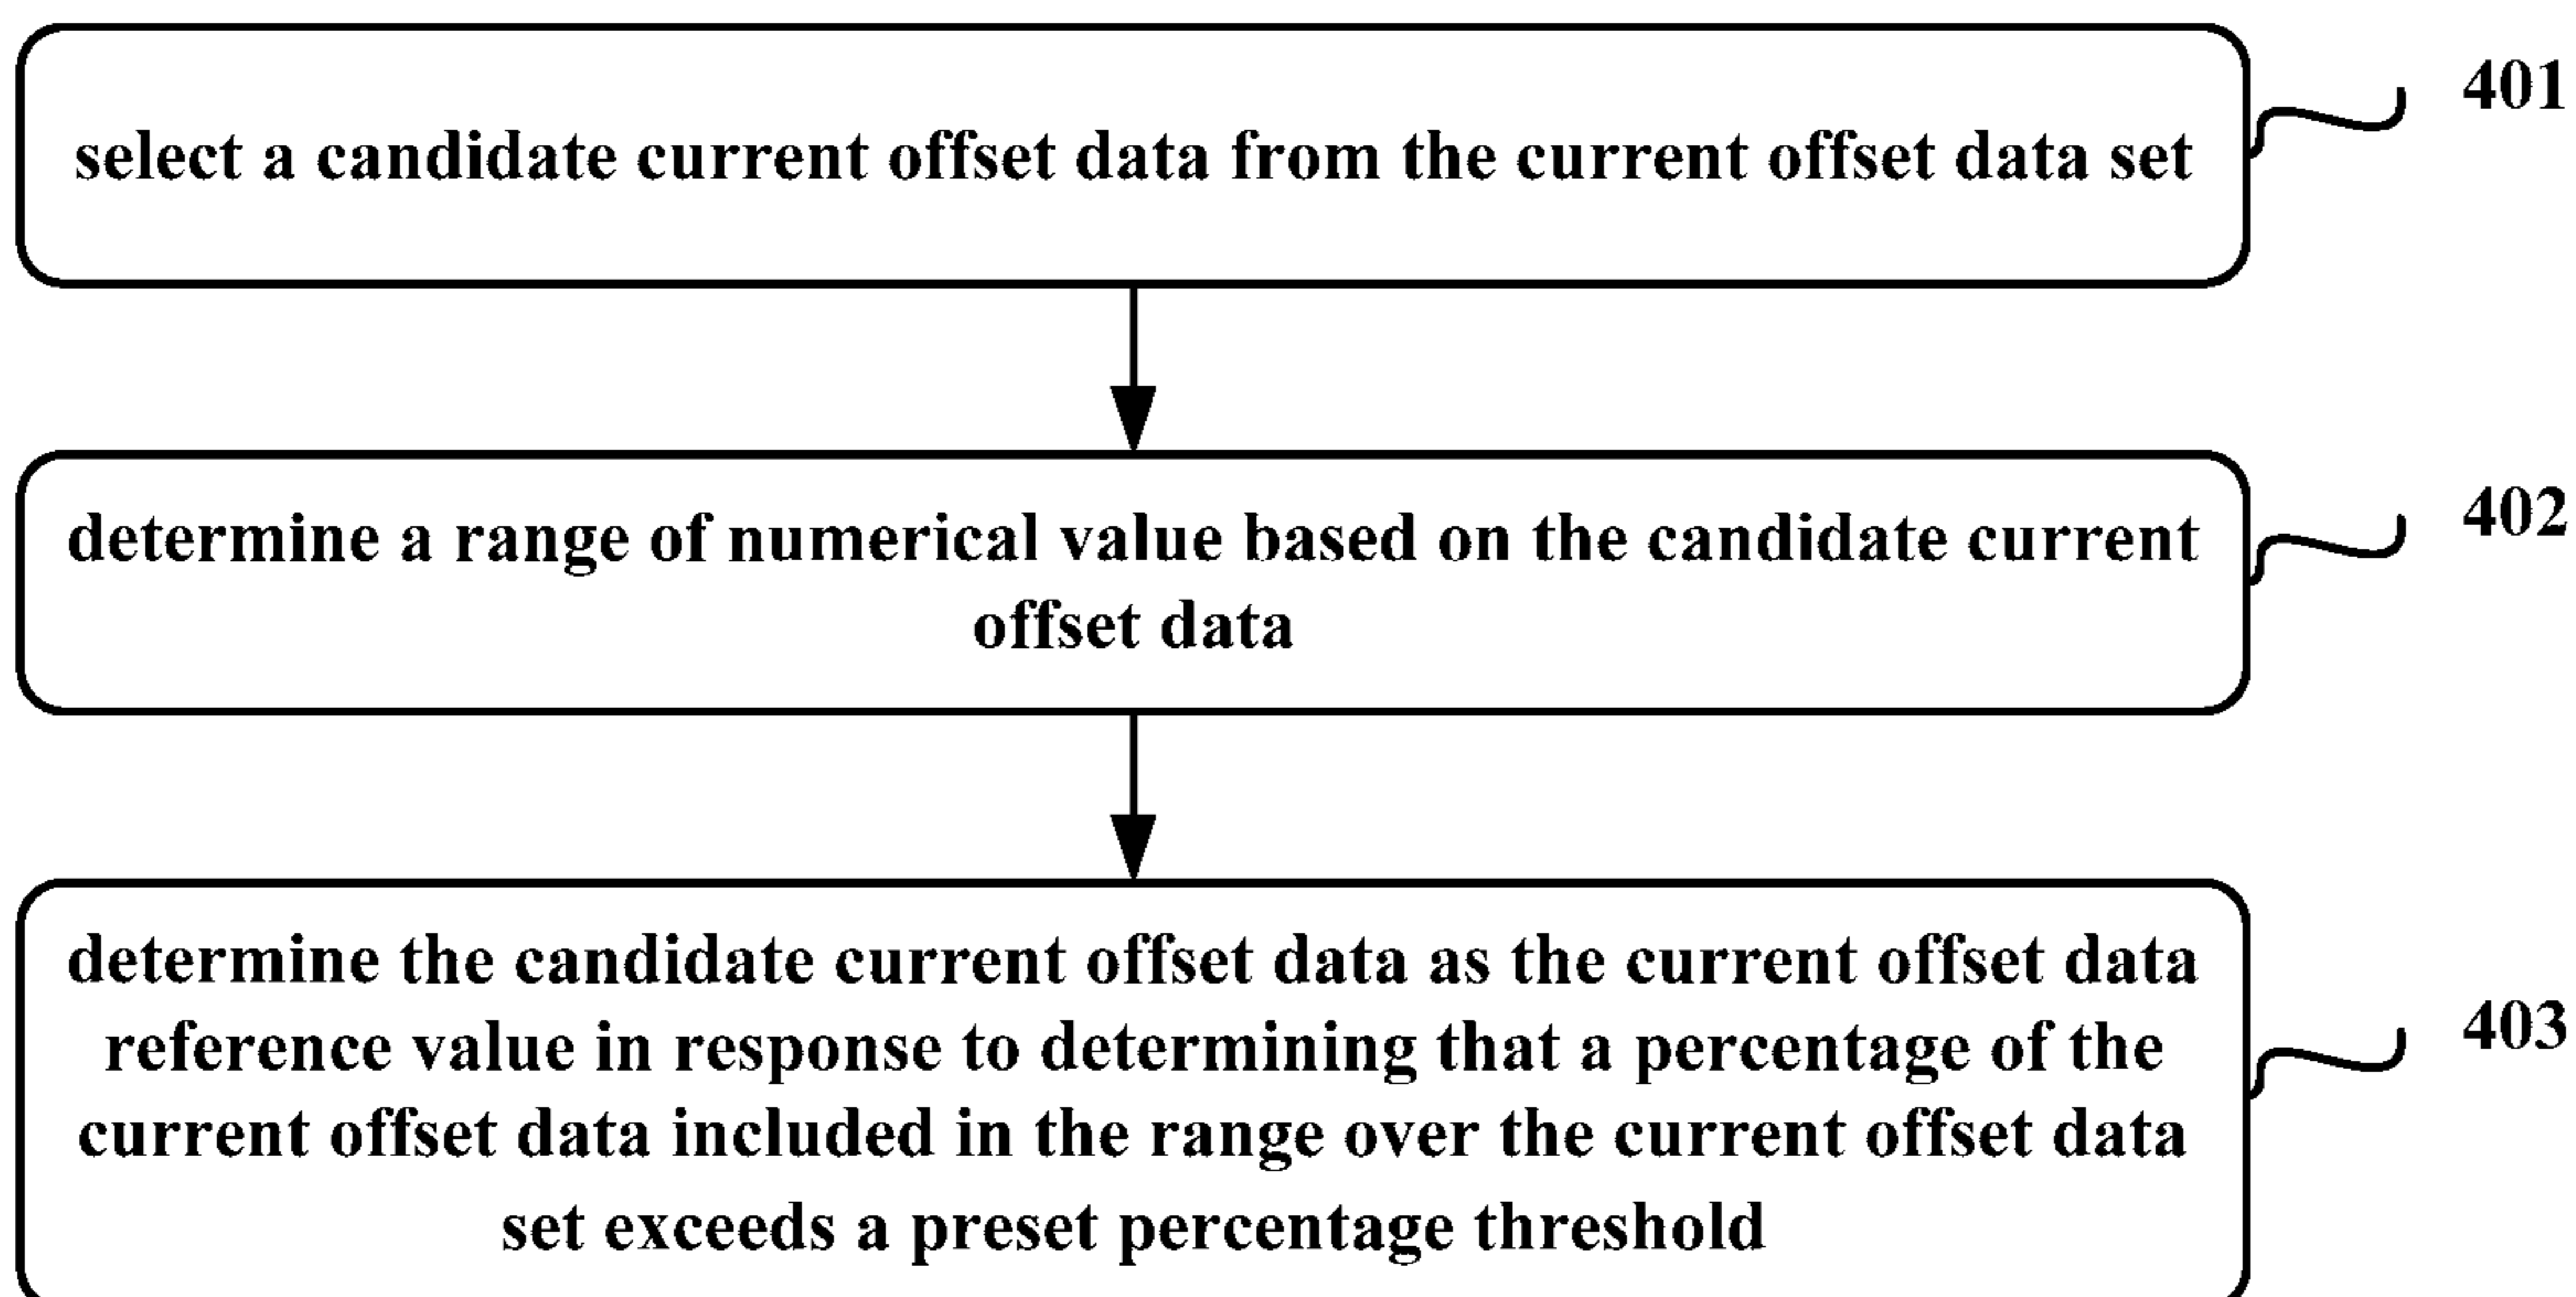 select a candidate current offset data from the current offset data set
401
determine a range of numerical value based on the candidate current
offset data
402
determine the candidate current offset data as the current offset data
reference value in response to determining that a percentage of the
current offset data included in the range over the current offset data
set exceeds a preset percentage threshold
403